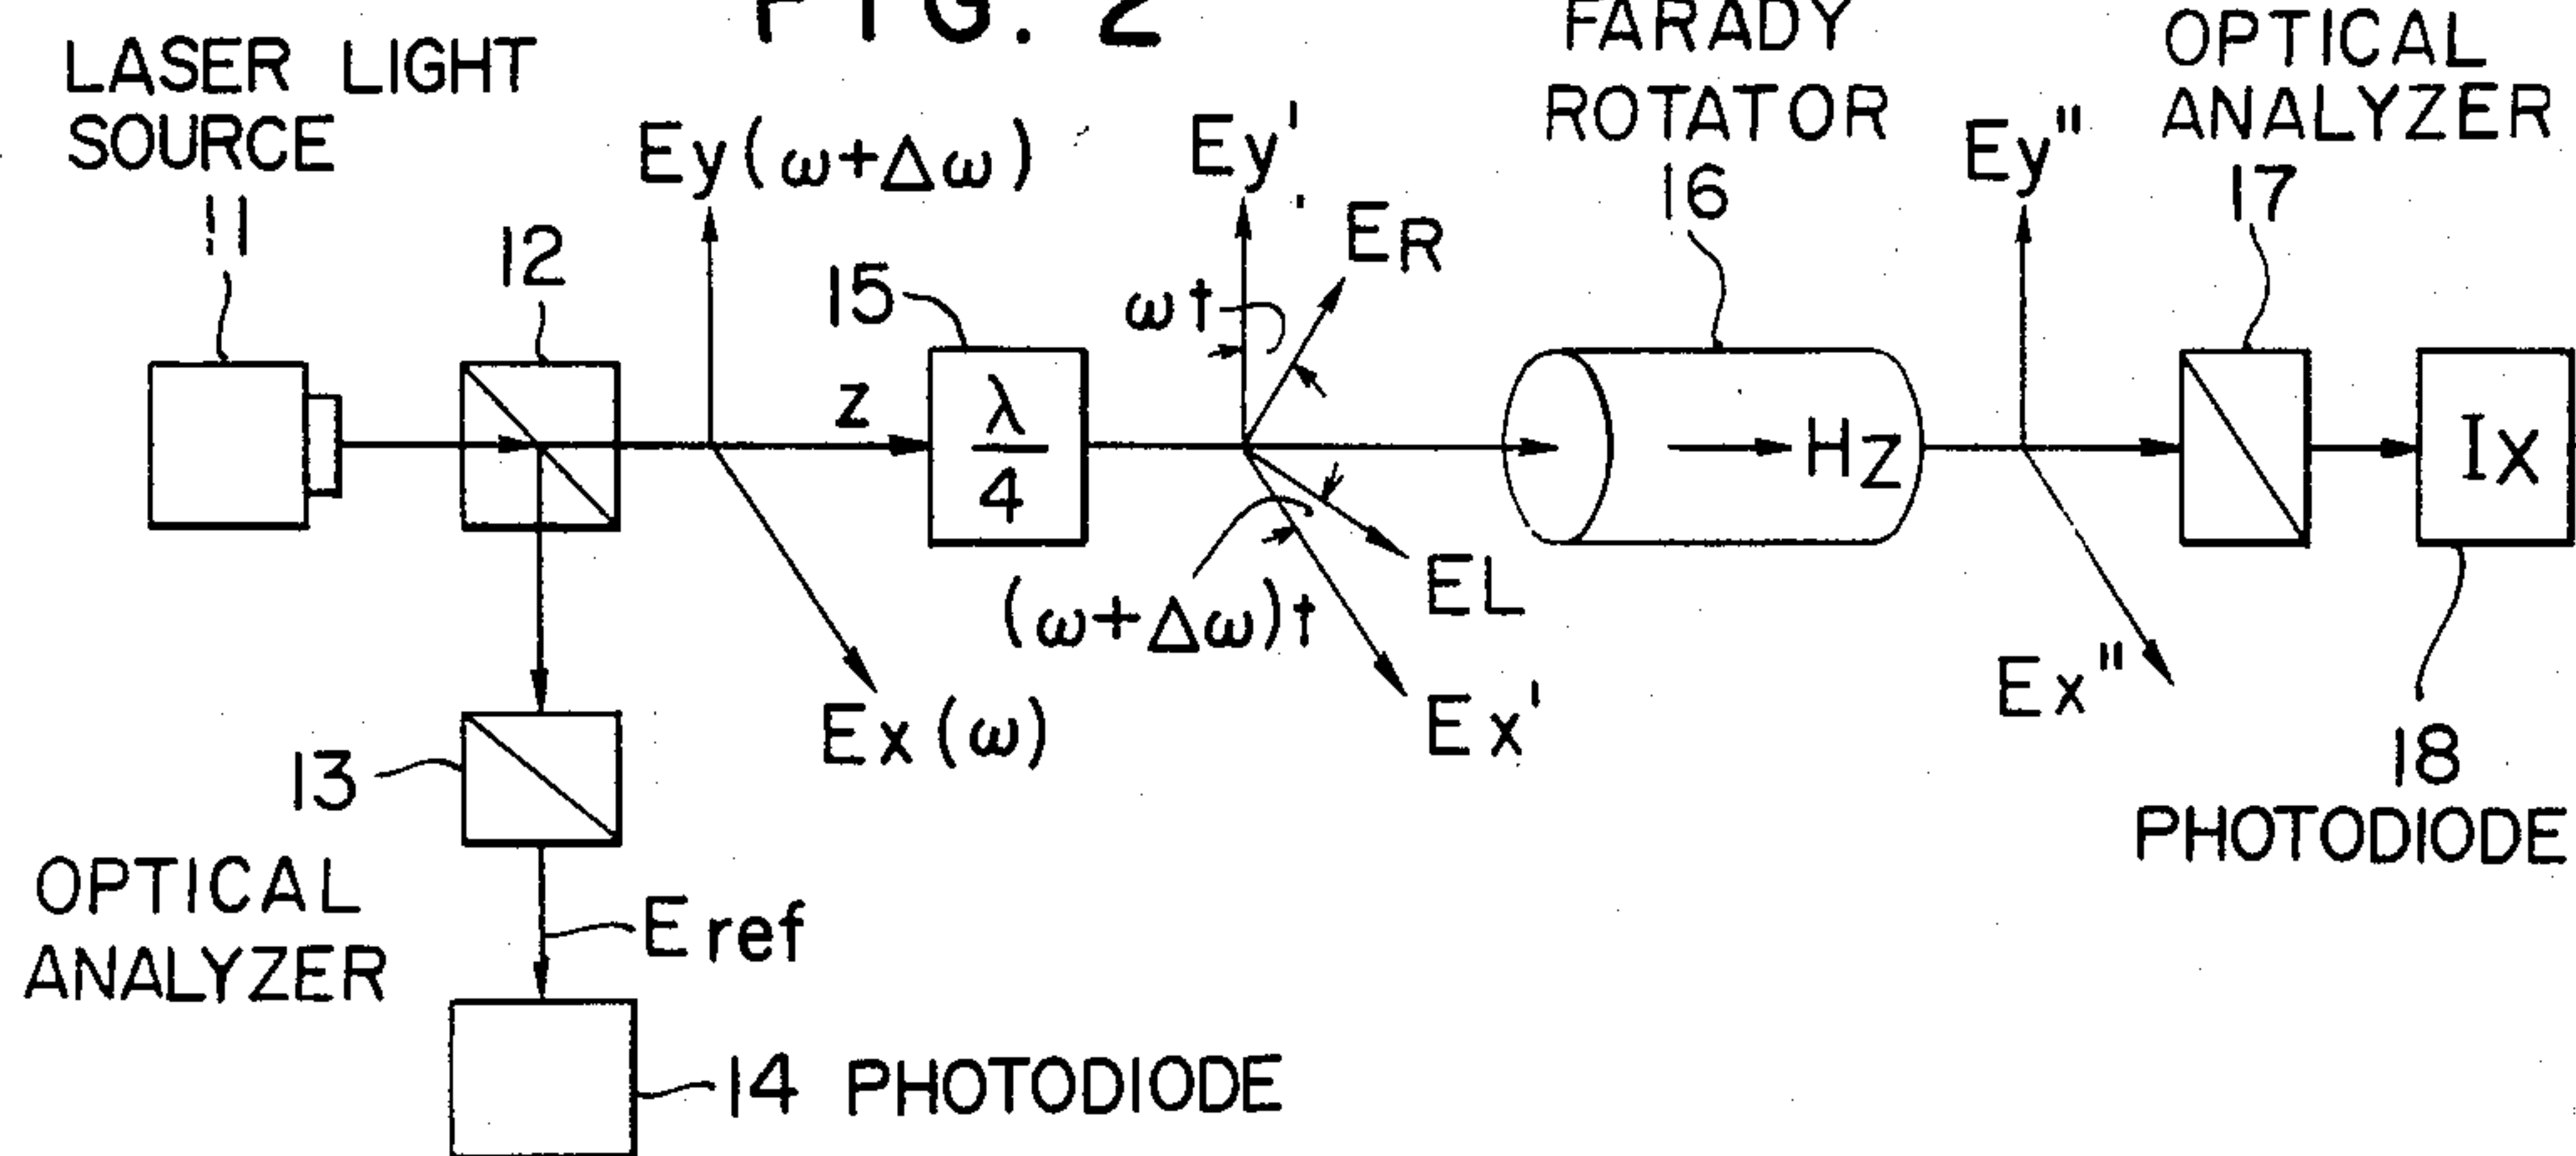 FIG. 2
LASER LIGHT
SOURCE
11
12
Ey(ω+Δω)
z
Ex(ω)
15
λ
4
Ey'
ER
ωt
EL
(ω+Δω)t
Ex'
FARADY
ROTATOR
16
Hz
Ey"
Ex"
OPTICAL
ANALYZER
17
Ix
18
PHOTODIODE
13
OPTICAL
ANALYZER
Eref
14 PHOTODIODE